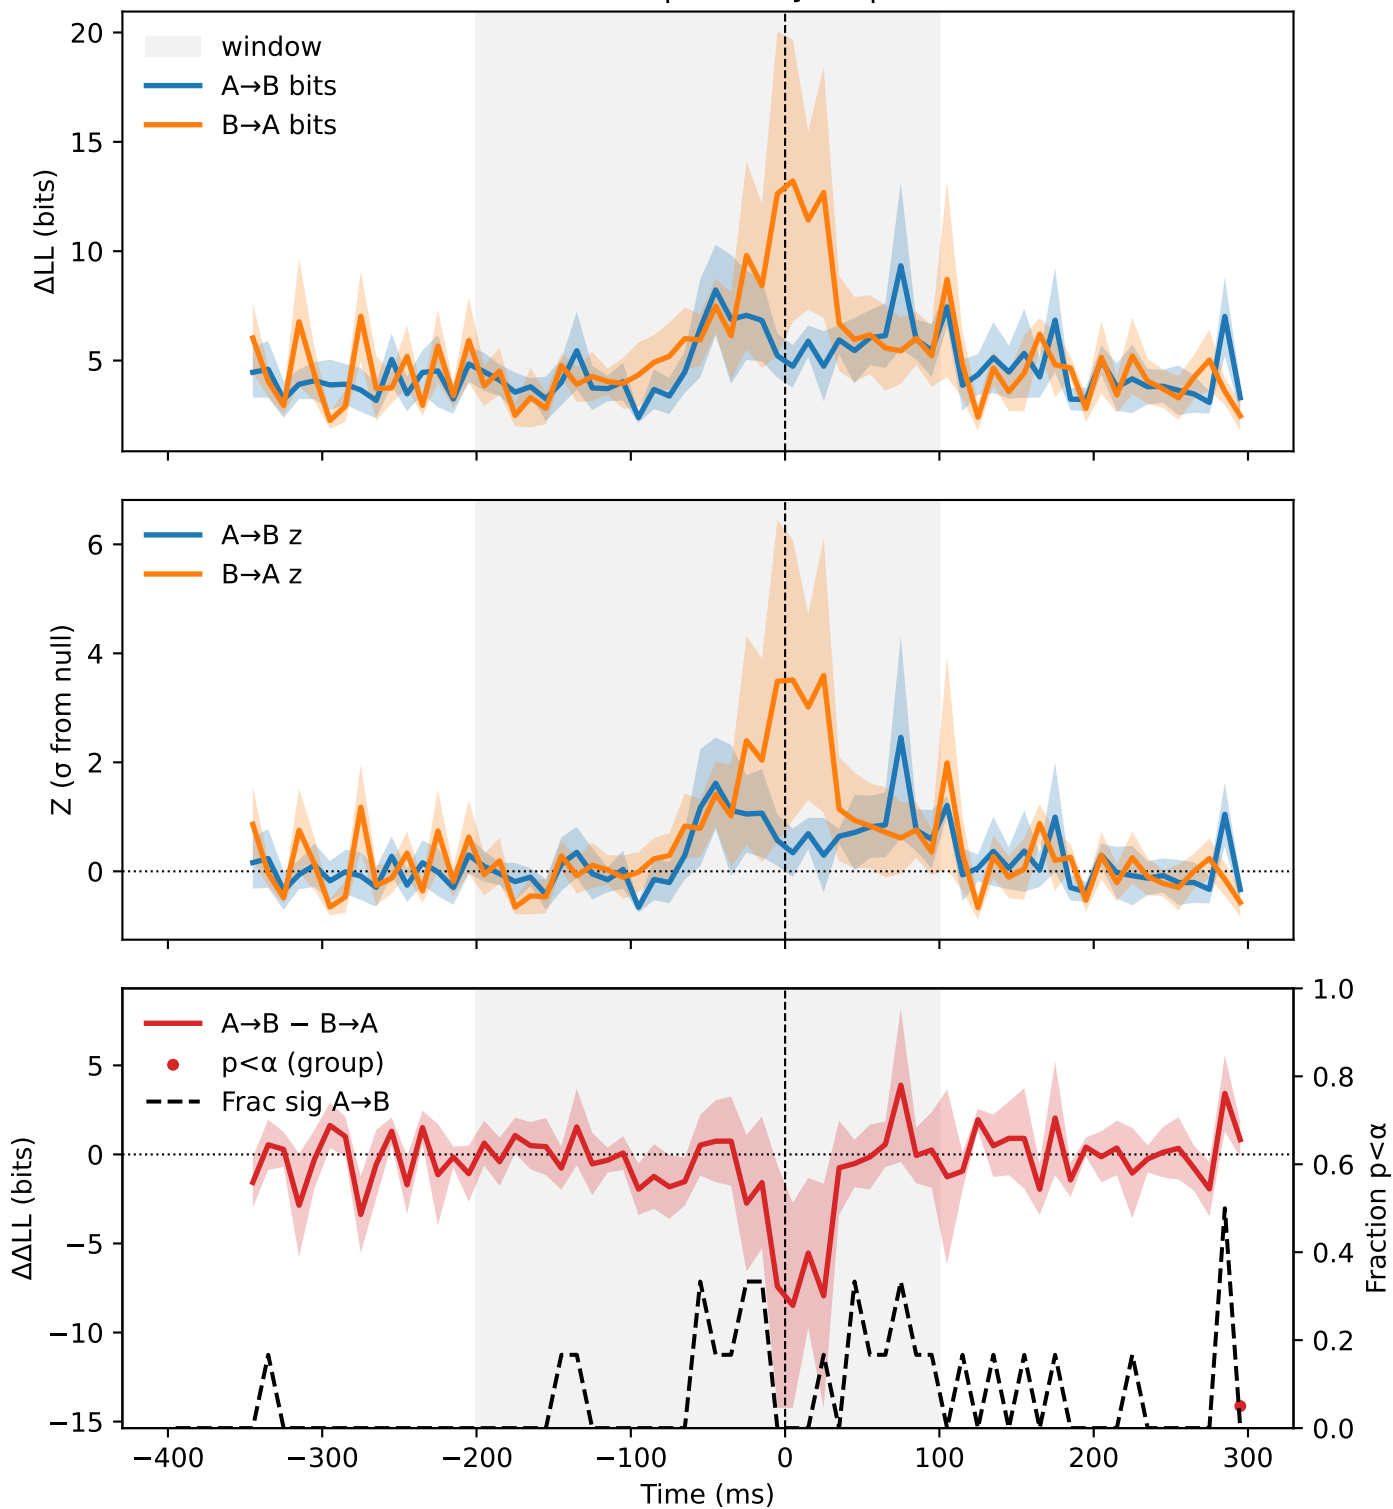 20
15
10
5
ΔLL (bits)
window
A→B bits
B→A bits
6
4
2
0
Z (σ from null)
A→B z
B→A z
5
0
−5
−10
−15
ΔΔLL (bits)
A→B − B→A
p<α (group)
Frac sig A→B
1.0
0.8
0.6
0.4
0.2
0.0
Fraction p<α
−400 −300 −200 −100 0 100 200 300
Time (ms)